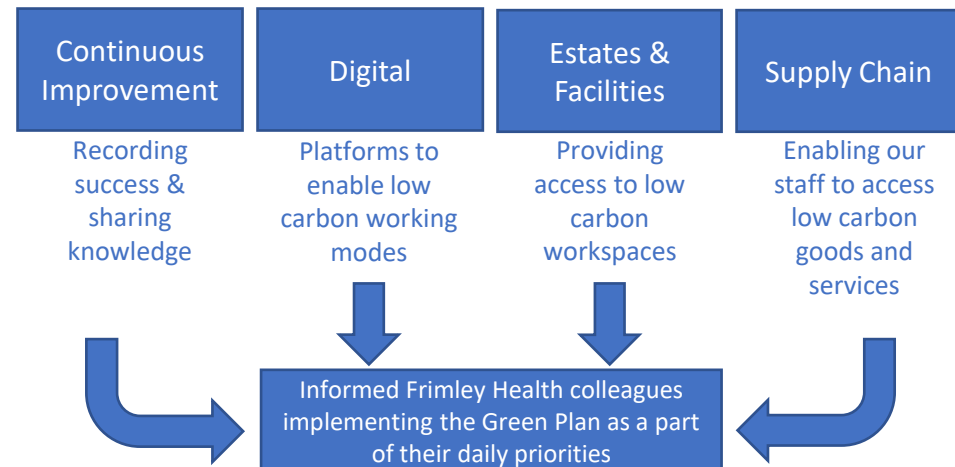 Continuous
Improvement
Recording
success &
sharing
knowledge
Digital
Platforms to
enable low
carbon working
modes
Estates &
Facilities
Providing
access to low
carbon
workspaces
Supply Chain
Enabling our
staff to access
low carbon
goods and
services
Informed Frimley Health colleagues
implementing the Green Plan as a part
of their daily priorities